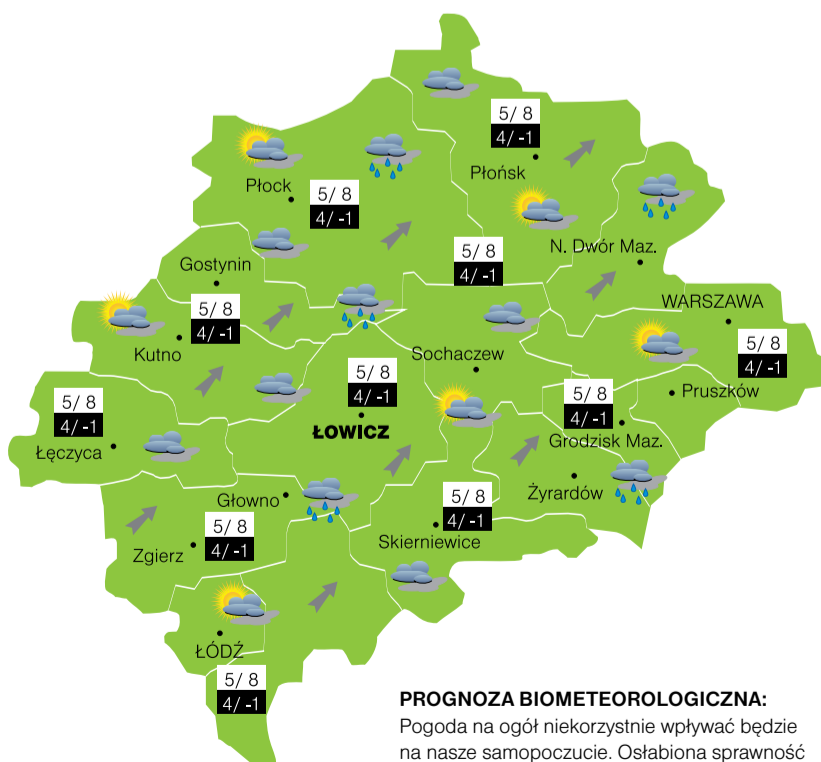 5/ 8
4/ -1
Płońsk
Płock
5/ 8
4/ -1
N. Dwór Maz.
5/ 8
4/ -1
Gostynin
WARSZAWA
5/ 8
4/ -1
Kutno
5/ 8
4/ -1
Sochaczew
5/ 8
4/ -1
ŁOWICZ
5/ 8
4/ -1
Pruszków
5/ 8
4/ -1
Łęczyca
Grodzisk Maz.
Żyrardów
Głowno
5/ 8
4/ -1
Skierniewice
5/ 8
4/ -1
Zgierz
ŁÓDŹ
5/ 8
4/ -1
PROGNOZA BIOMETEOROLOGICZNA:
Pogoda na ogół niekorzystnie wpływać będzie
na nasze samopoczucie. Osłabiona sprawność